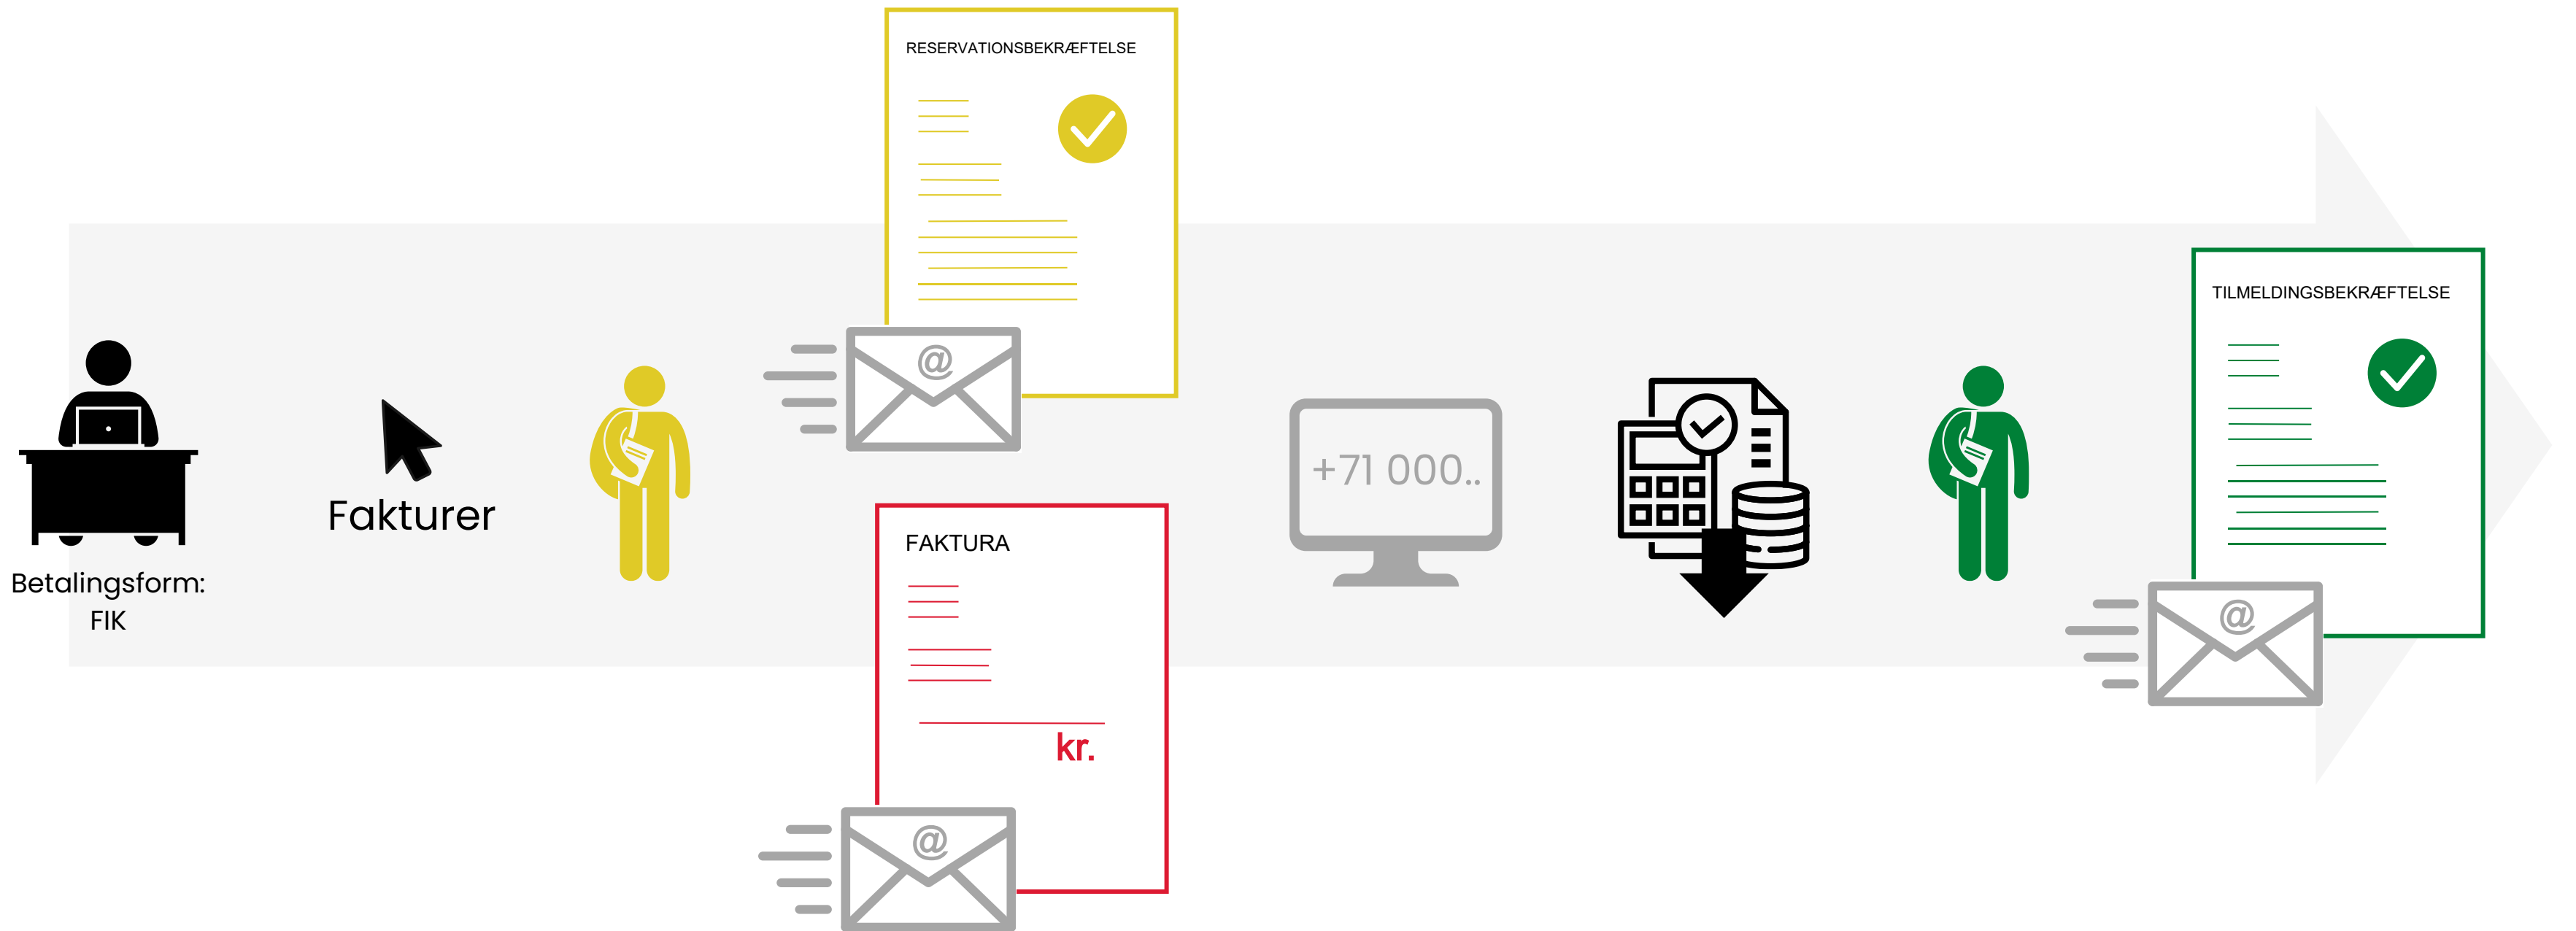 RESERVATIONSBEKRÆFTELSE
@
Betalingsform:
FIK
Fakturer
FAKTURA
kr.
@
+71 000..
TILMELDINGSBEKRÆFTELSE
@